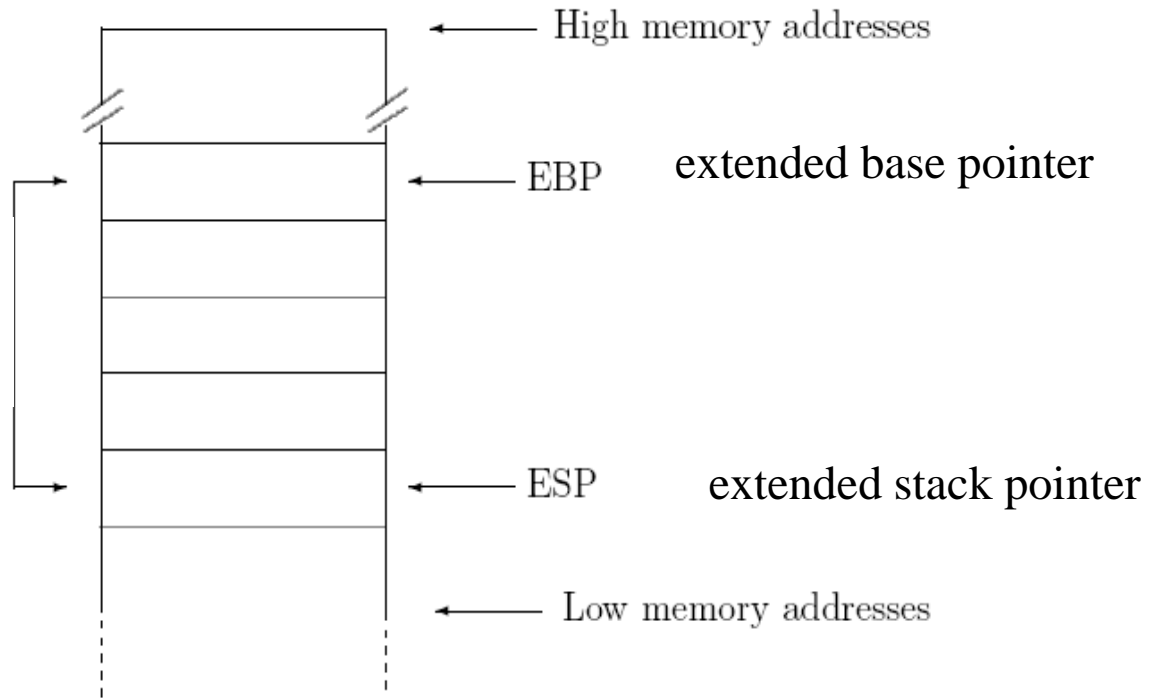 High memory addresses
EBP extended base pointer
ESP extended stack pointer
Low memory addresses